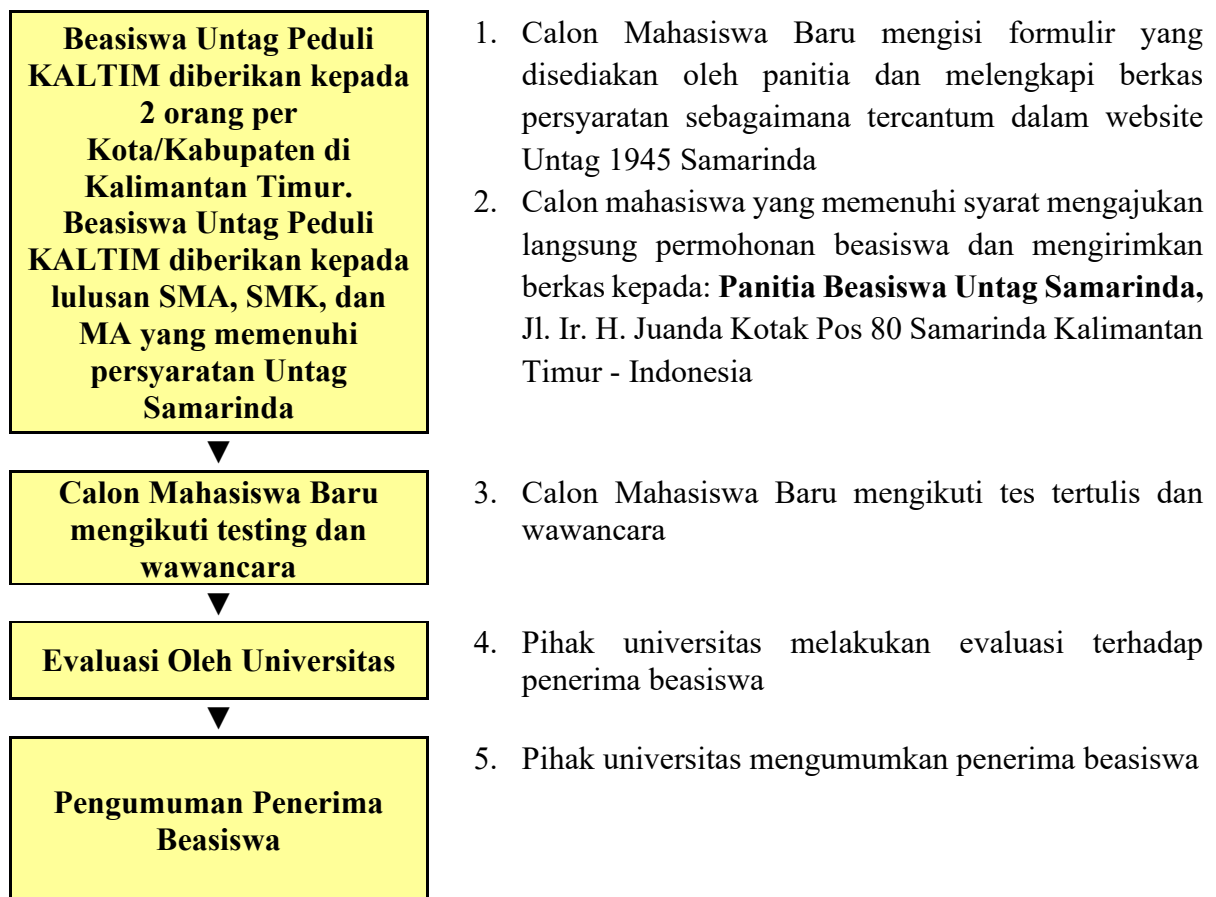 Beasiswa Untag Peduli
KALTIM diberikan kepada
2 orang per
Kota/Kabupaten di
Kalimantan Timur.
Beasiswa Untag Peduli
KALTIM diberikan kepada
lulusan SMA, SMK, dan
MA yang memenuhi
persyaratan Untag
Samarinda
1. Calon Mahasiswa Baru mengisi formulir yang
disediakan oleh panitia dan melengkapi berkas
persyaratan sebagaimana tercantum dalam website
Untag 1945 Samarinda
2. Calon mahasiswa yang memenuhi syarat mengajukan
langsung permohonan beasiswa dan mengirimkan
berkas kepada: Panitia Beasiswa Untag Samarinda,
Jl. Ir. H. Juanda Kotak Pos 80 Samarinda Kalimantan
Timur - Indonesia
▼
Calon Mahasiswa Baru
mengikuti testing dan
wawancara
3. Calon Mahasiswa Baru mengikuti tes tertulis dan
wawancara
▼
Evaluasi Oleh Universitas
4. Pihak universitas melakukan evaluasi terhadap
penerima beasiswa
▼
Pengumuman Penerima
Beasiswa
5. Pihak universitas mengumumkan penerima beasiswa